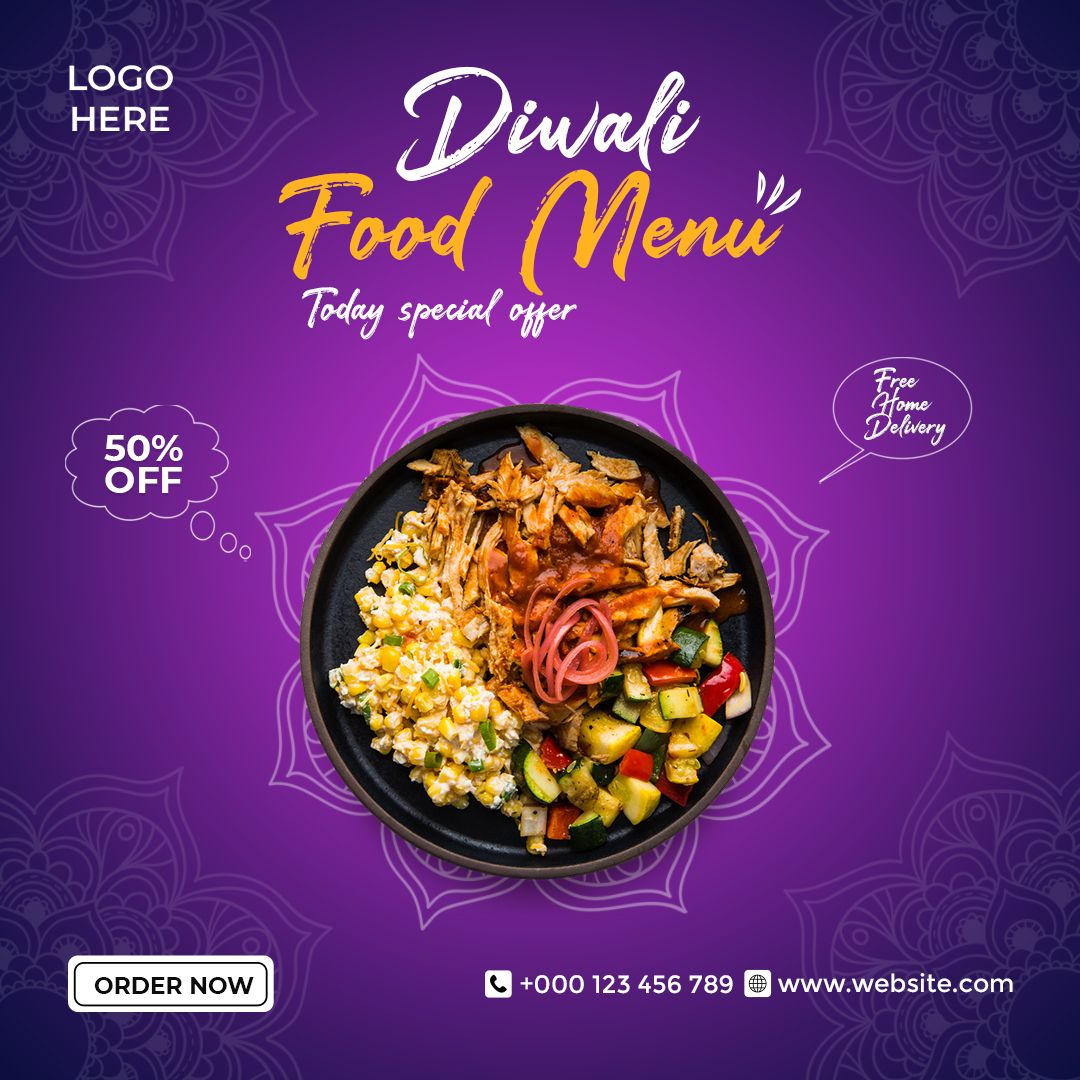 LOGO
HERE
Diwali
Food Menu
Today special offer
50%
OFF
Free
Home
Delivery
ORDER NOW
+000 123 456 789
www.website.com